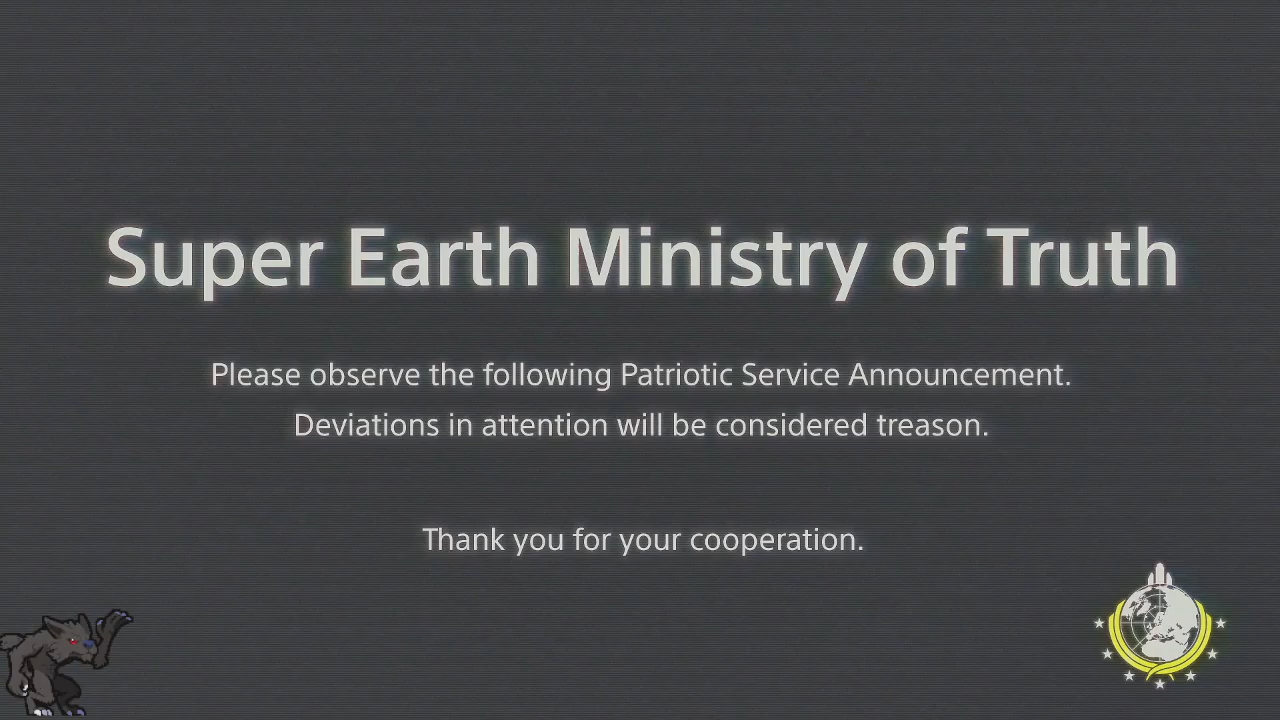 Super Earth Ministry of Truth
Please observe the following Patriotic Service Announcement.
Deviations in attention will be considered treason.
Thank you for your cooperation.